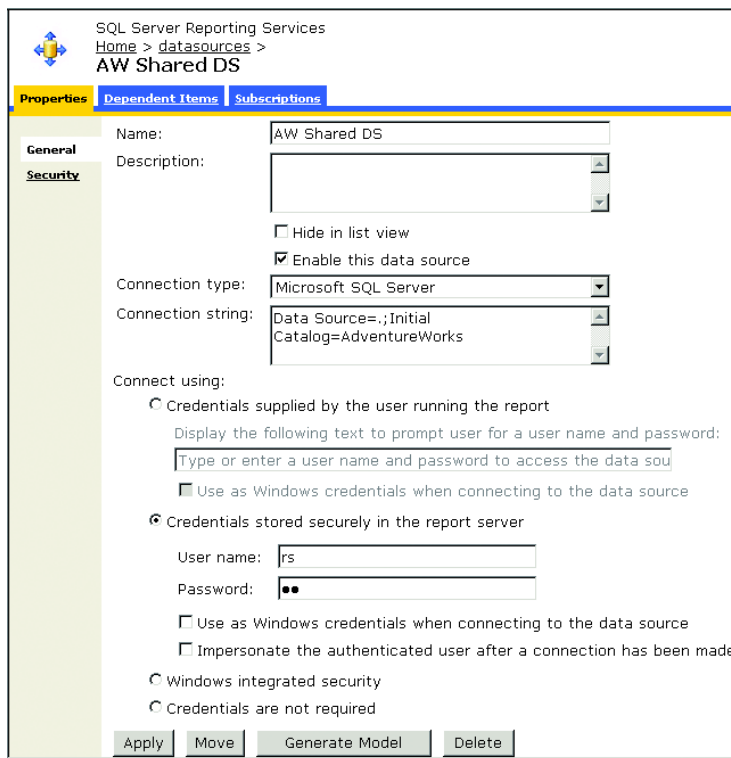 SQL Server Reporting Services
Home > datasources >
AW Shared DS
Properties Dependent Items Subscriptions
General
Security
Name: AW Shared DS
Description:
Hide in list view
Enable this data source
Connection type: Microsoft SQL Server
Connection string: Data Source=.;Initial
Catalog=AdventureWorks
Connect using:
Credentials supplied by the user running the report
Display the following text to prompt user for a user name and password:
Type or enter a user name and password to access the data sou
Use as Windows credentials when connecting to the data source
Credentials stored securely in the report server
User name: rs
Password: ●●
Use as Windows credentials when connecting to the data source
Impersonate the authenticated user after a connection has been made
Windows integrated security
Credentials are not required
Apply Move Generate Model Delete